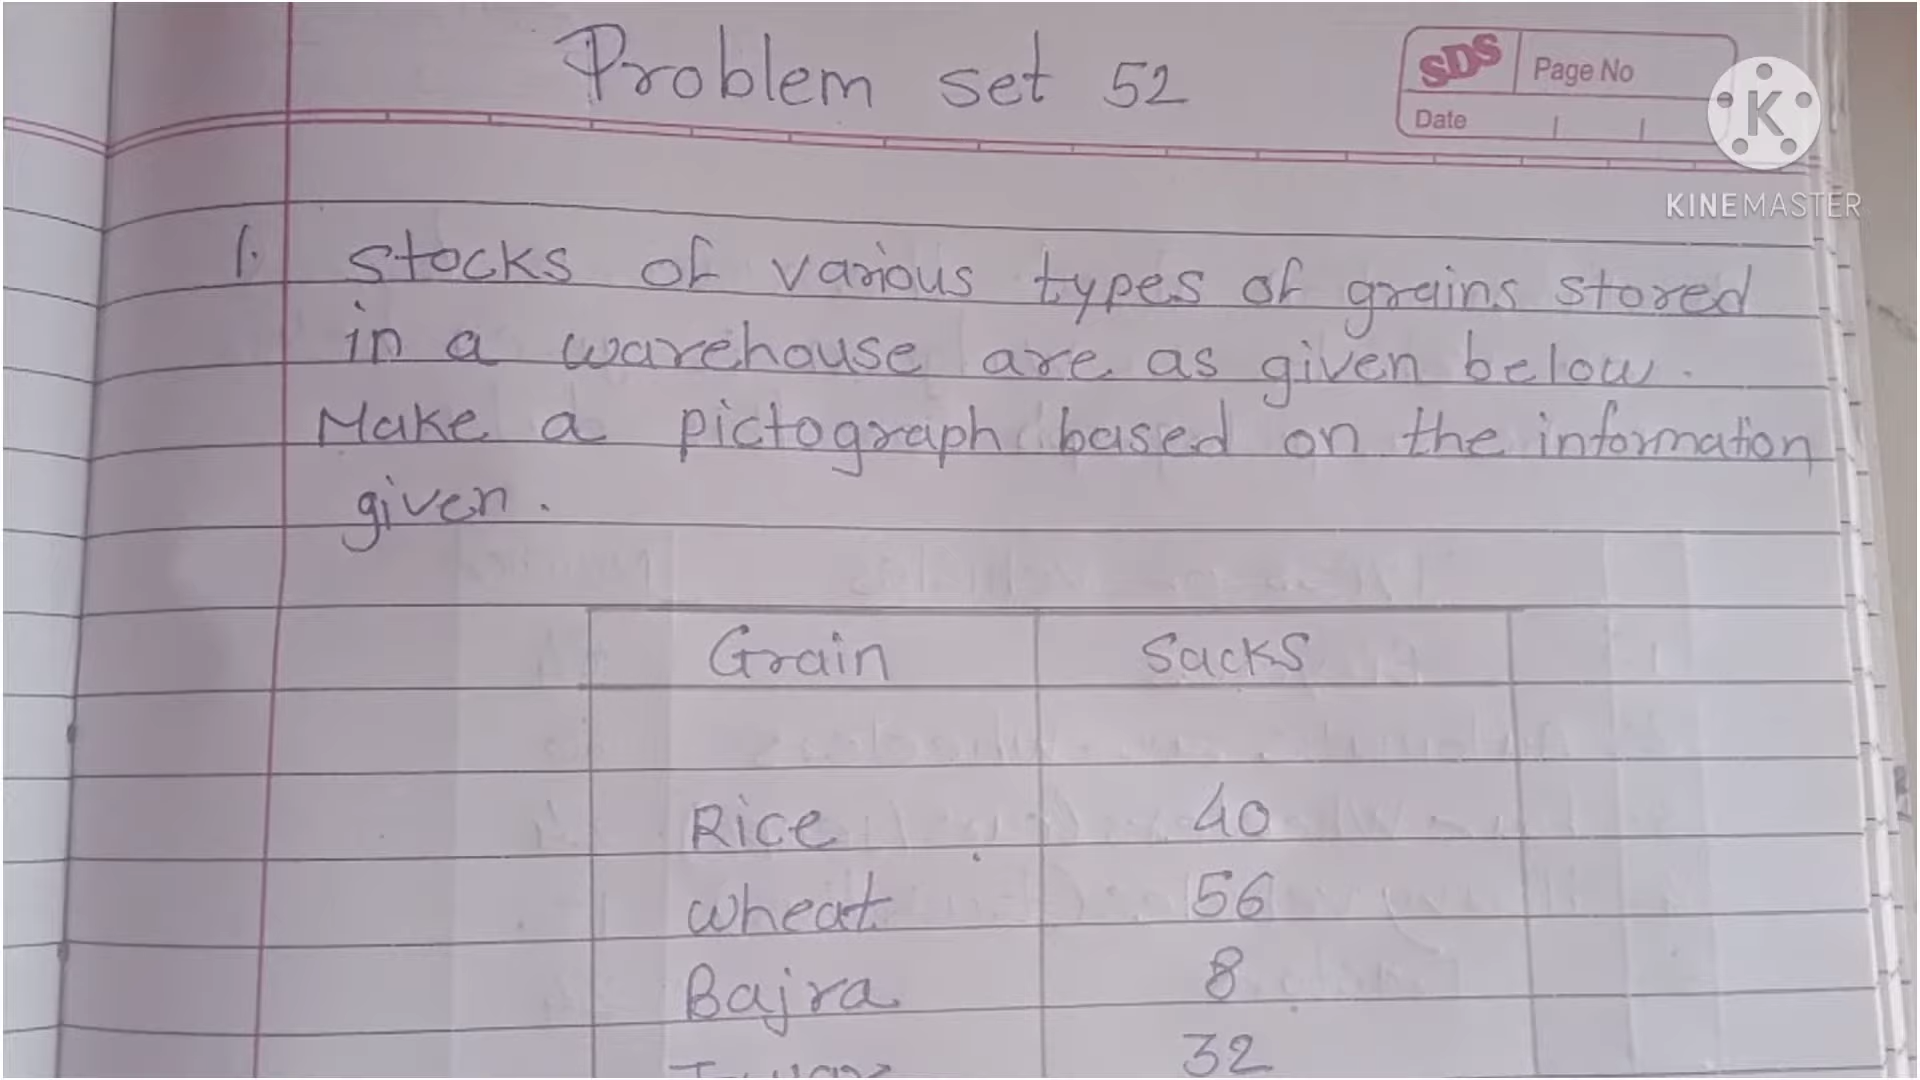 Problem set 52
SDS Page No
Date
K
KINEMASTER
1. Stocks of various types of grains stored
in a warehouse are as given below.
Make a pictograph based on the information
given.
Grain Sacks
Rice 40
wheat 56
Bajra 8
32